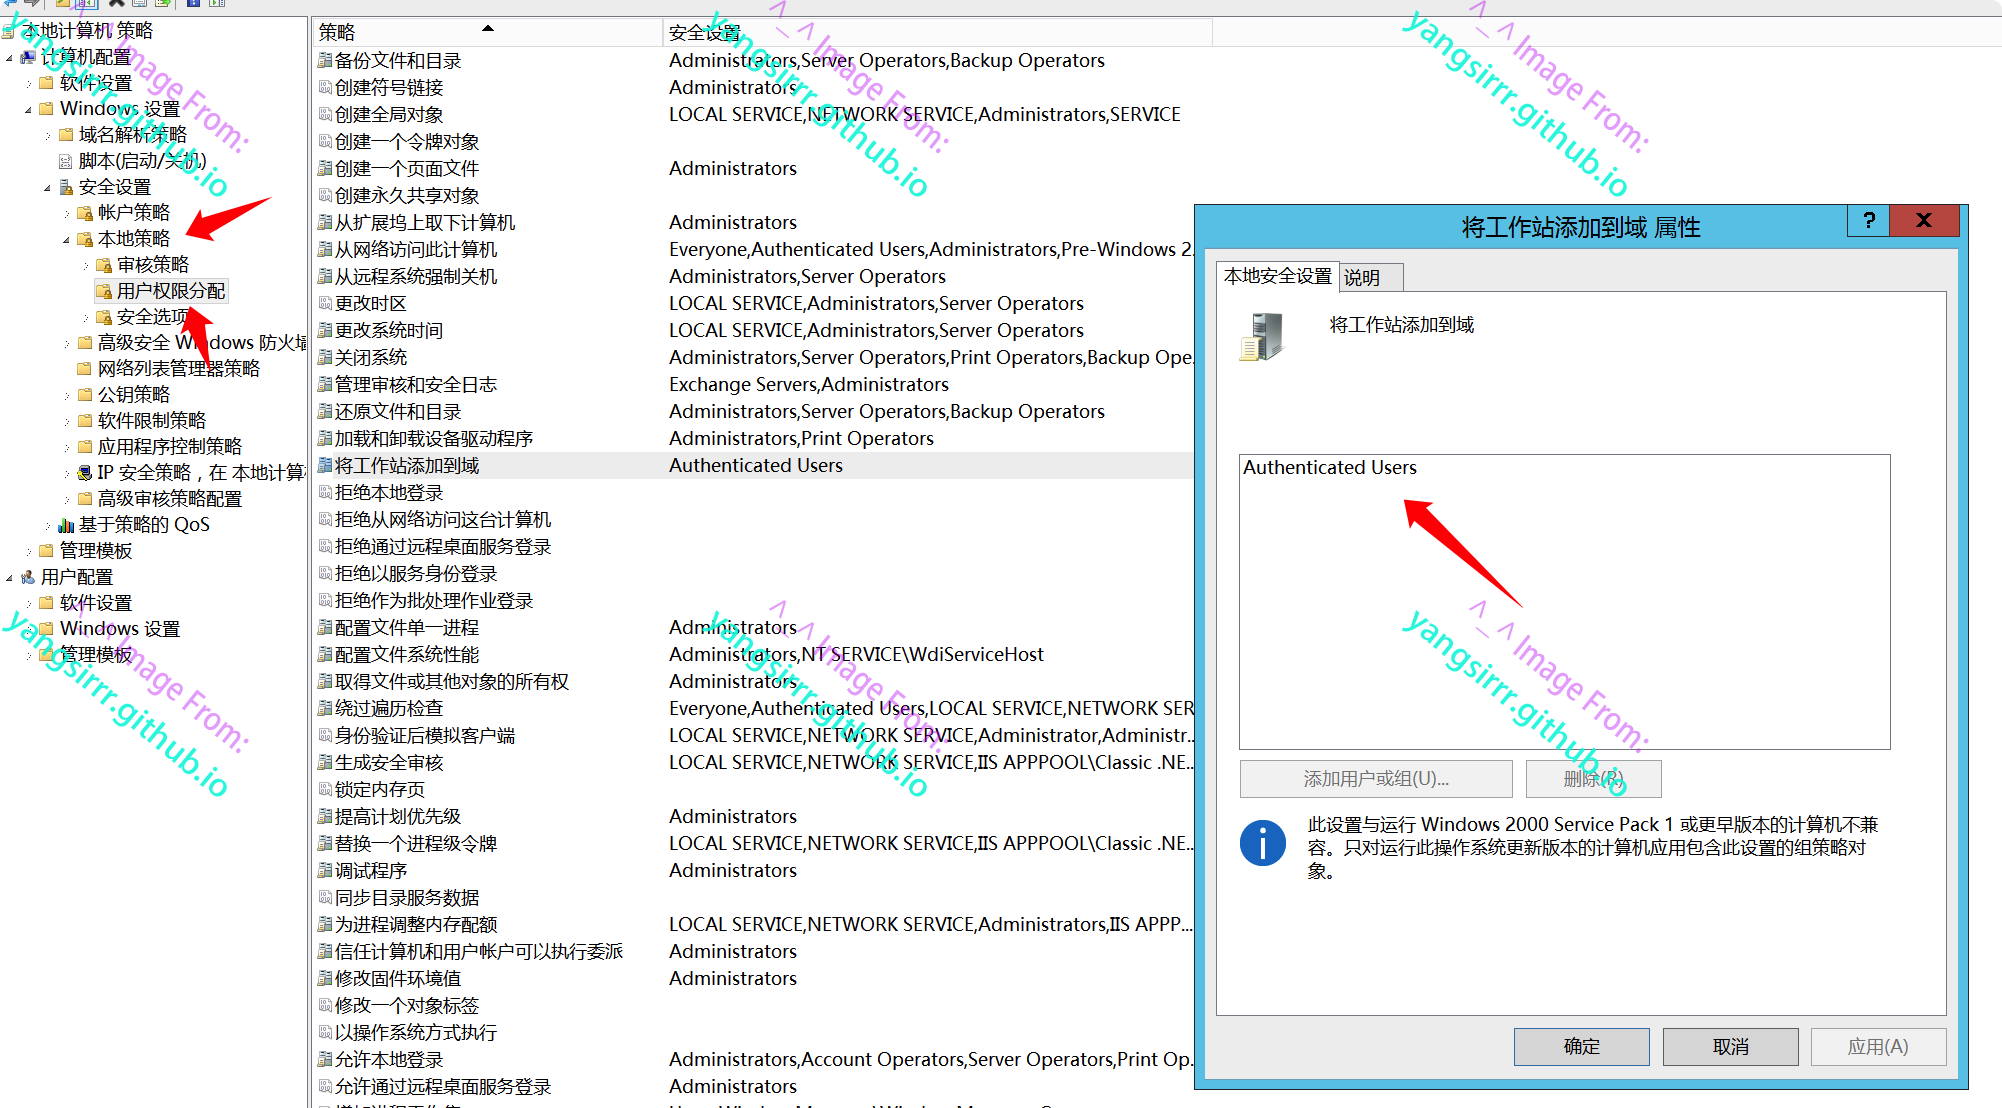 本地计算机 策略
计算机配置
软件设置
Windows 设置
域名解析策略
脚本(启动/关机)
安全设置
帐户策略
本地策略
审核策略
用户权限分配
安全选项
高级安全 Windows 防火墙
网络列表管理器策略
公钥策略
软件限制策略
应用程序控制策略
IP 安全策略，在 本地计算
高级审核策略配置
基于策略的 QoS
管理模板
用户配置
软件设置
Windows 设置
管理模板
策略 安全设置
备份文件和目录 Administrators,Server Operators,Backup Operators
创建符号链接 Administrators
创建全局对象 LOCAL SERVICE,NETWORK SERVICE,Administrators,SERVICE
创建一个令牌对象
创建一个页面文件 Administrators
创建永久共享对象
从扩展坞上取下计算机 Administrators
从网络访问此计算机 Everyone,Authenticated Users,Administrators,Pre-Windows 2.
从远程系统强制关机 Administrators,Server Operators
更改时区 LOCAL SERVICE,Administrators,Server Operators
更改系统时间 LOCAL SERVICE,Administrators,Server Operators
关闭系统 Administrators,Server Operators,Print Operators,Backup Ope.
管理审核和安全日志 Exchange Servers,Administrators
还原文件和目录 Administrators,Server Operators,Backup Operators
加载和卸载设备驱动程序 Administrators,Print Operators
将工作站添加到域 Authenticated Users
拒绝本地登录
拒绝从网络访问这台计算机
拒绝通过远程桌面服务登录
拒绝以服务身份登录
拒绝作为批处理作业登录
配置文件单一进程 Administrators
配置文件系统性能 Administrators,NT SERVICE\WdiServiceHost
取得文件或其他对象的所有权 Administrators
绕过遍历检查 Everyone,Authenticated Users,LOCAL SERVICE,NETWORK SER
身份验证后模拟客户端 LOCAL SERVICE,NETWORK SERVICE,Administrator,Administr...
生成安全审核 LOCAL SERVICE,NETWORK SERVICE,IIS APPPOOL\Classic .NE...
锁定内存页
提高计划优先级 Administrators
替换一个进程级令牌 LOCAL SERVICE,NETWORK SERVICE,IIS APPPOOL\Classic .NE...
调试程序 Administrators
同步目录服务数据
为进程调整内存配额 LOCAL SERVICE,NETWORK SERVICE,Administrators,IIS APPP...
信任计算机和用户帐户可以执行委派 Administrators
修改固件环境值 Administrators
修改一个对象标签
以操作系统方式执行
允许本地登录 Administrators,Account Operators,Server Operators,Print Op.
允许通过远程桌面服务登录 Administrators
将工作站添加到域 属性
? X
本地安全设置 说明
将工作站添加到域
Authenticated Users
添加用户或组(U)... 删除(R)
此设置与运行 Windows 2000 Service Pack 1 或更早版本的计算机不兼
容。只对运行此操作系统更新版本的计算机应用包含此设置的组策略对
象。
确定 取消 应用(A)
^_^ Image From:
yangsirrr.github.io
^_^ Image From:
yangsirrr.github.io
^_^ Image From:
yangsirrr.github.io
^_^ Image From:
yangsirrr.github.io
^_^ Image From:
yangsirrr.github.io
^_^ Image From:
yangsirrr.github.io